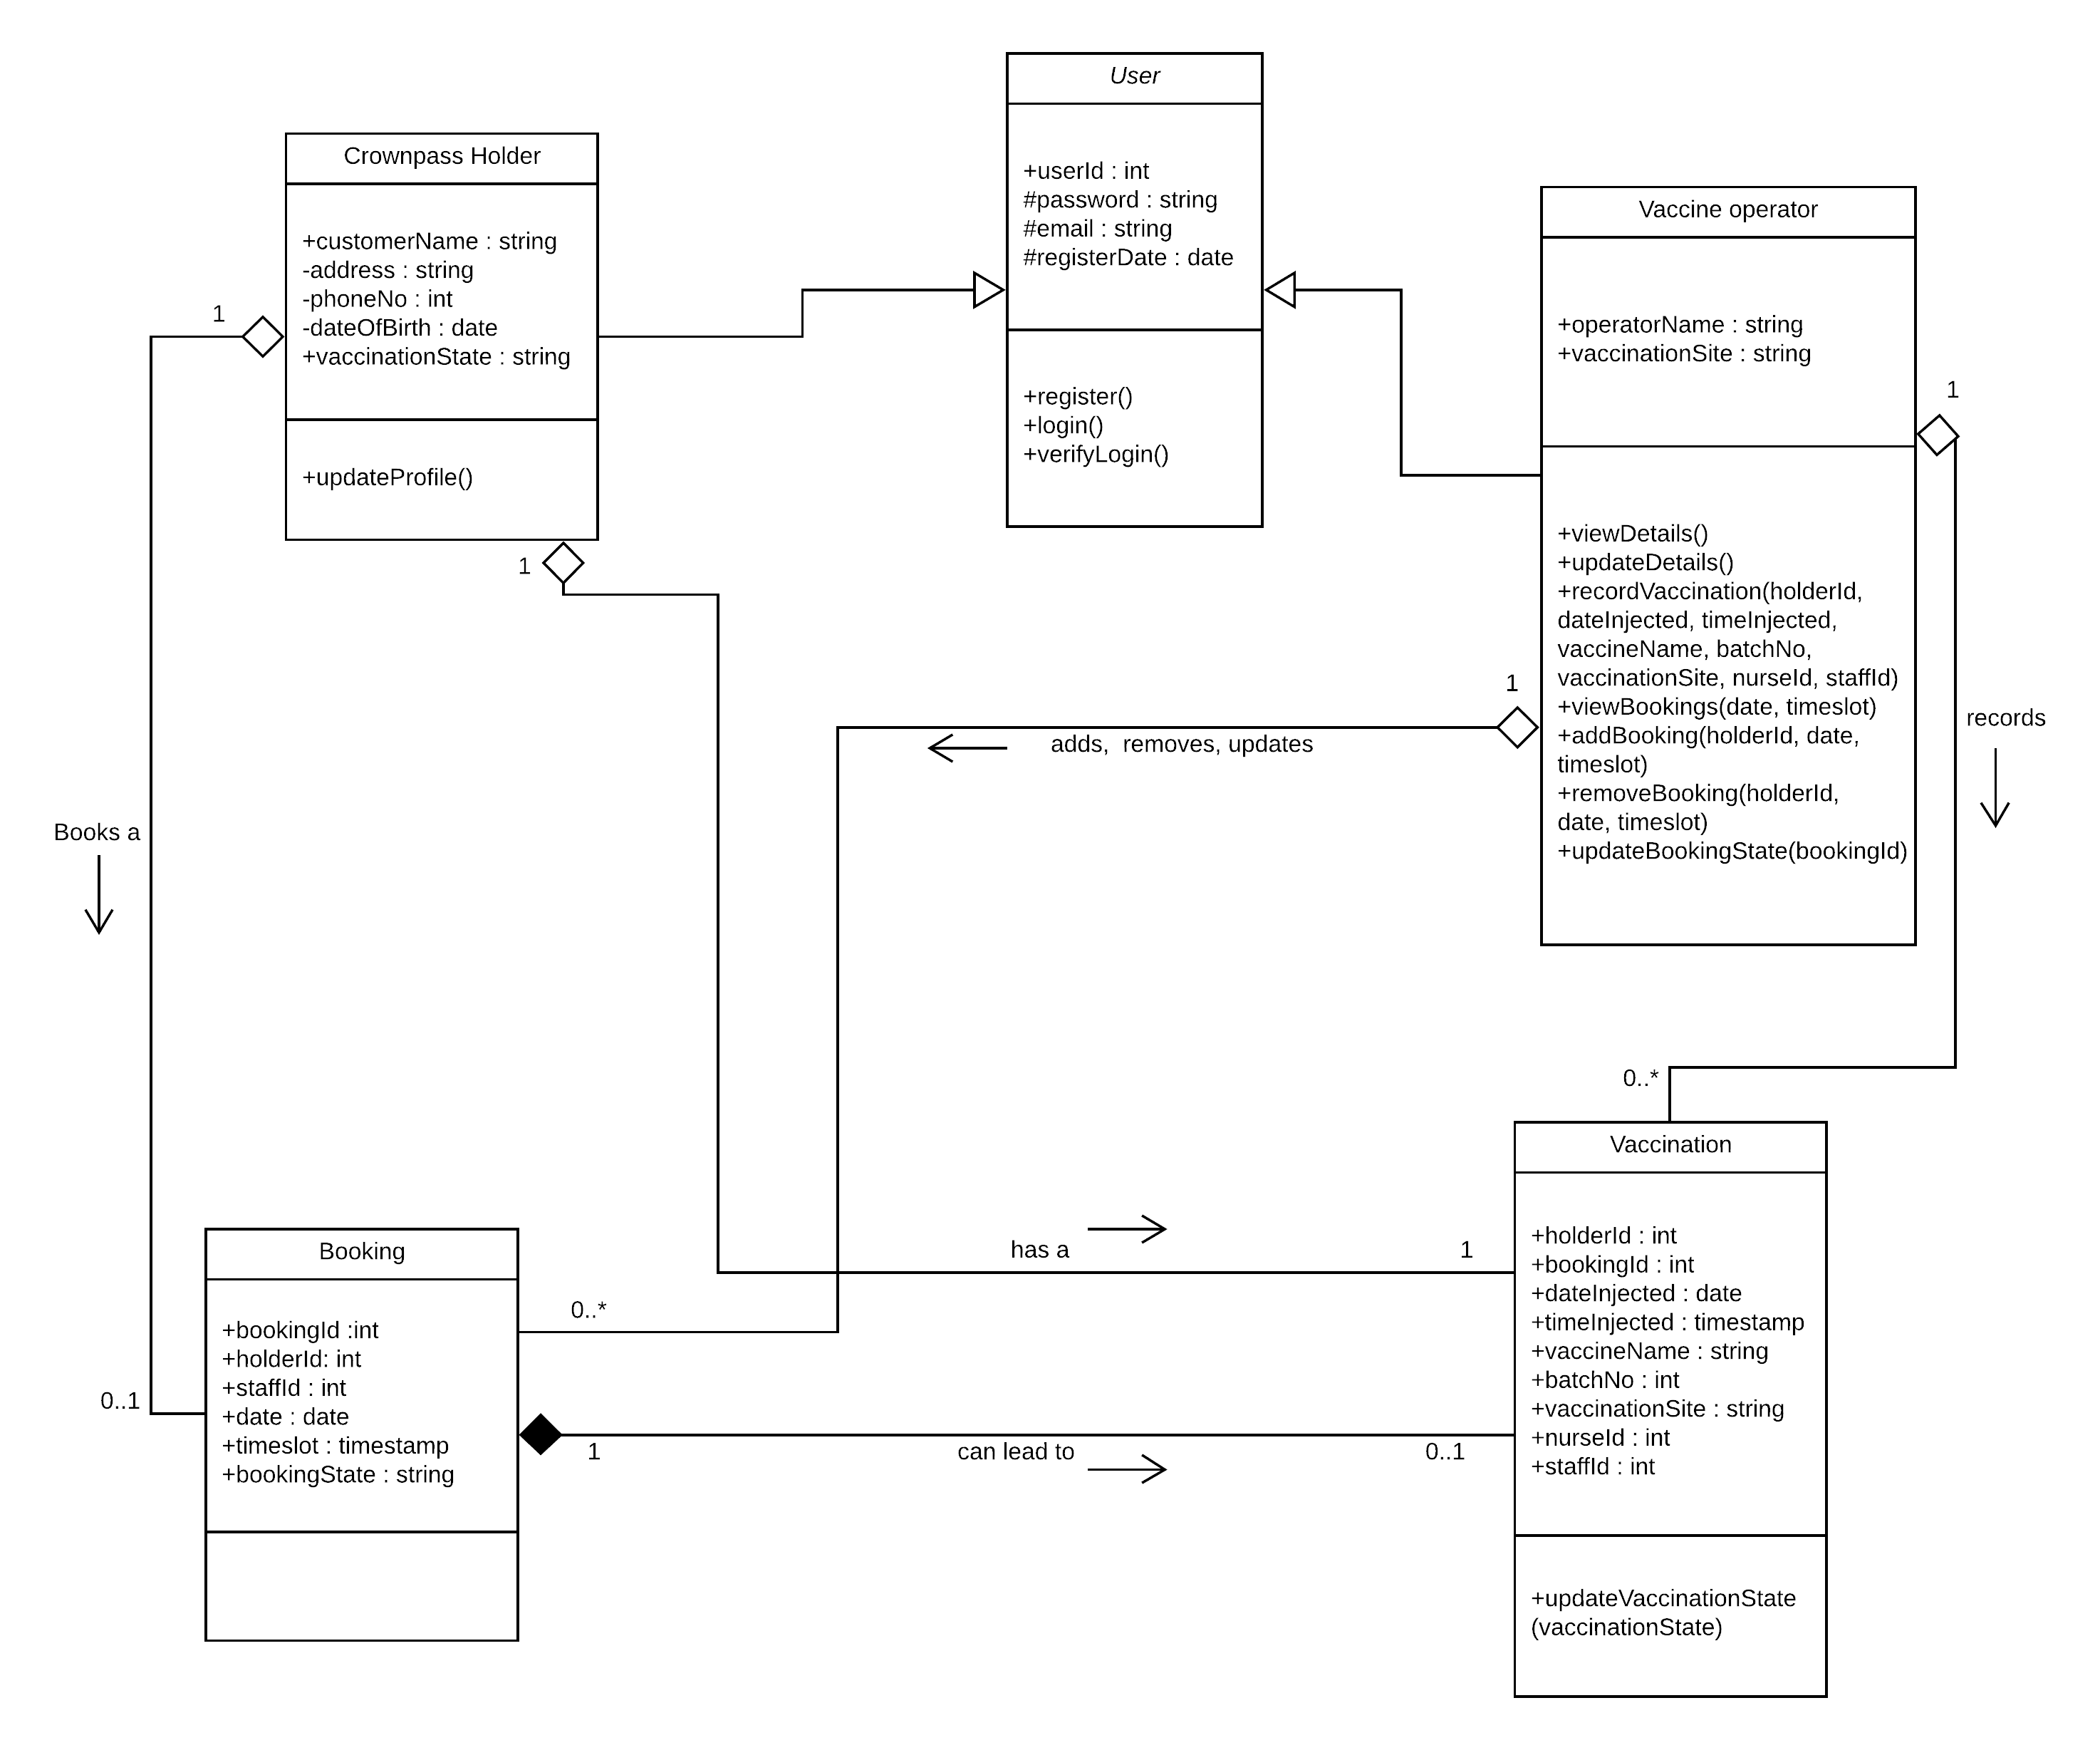 User
+userId : int
#password : string
#email : string
#registerDate : date
+register()
+login()
+verifyLogin()
Crownpass Holder
+customerName : string
-address : string
-phoneNo : int
-dateOfBirth : date
+vaccinationState : string
+updateProfile()
1
1
Vaccine operator
+operatorName : string
+vaccinationSite : string
+viewDetails()
+updateDetails()
+recordVaccination(holderId,
dateInjected, timeInjected,
vaccineName, batchNo,
vaccinationSite, nurseId, staffId)
+viewBookings(date, timeslot)
+addBooking(holderId, date,
timeslot)
+removeBooking(holderId,
date, timeslot)
+updateBookingState(bookingId)
1
1
records
adds,  removes, updates
Books a
0..*
Vaccination
+holderId : int
+bookingId : int
+dateInjected : date
+timeInjected : timestamp
+vaccineName : string
+batchNo : int
+vaccinationSite : string
+nurseId : int
+staffId : int
+updateVaccinationState
(vaccinationState)
has a
1
Booking
+bookingId :int
+holderId: int
+staffId : int
+date : date
+timeslot : timestamp
+bookingState : string
0..*
0..1
1
can lead to
0..1